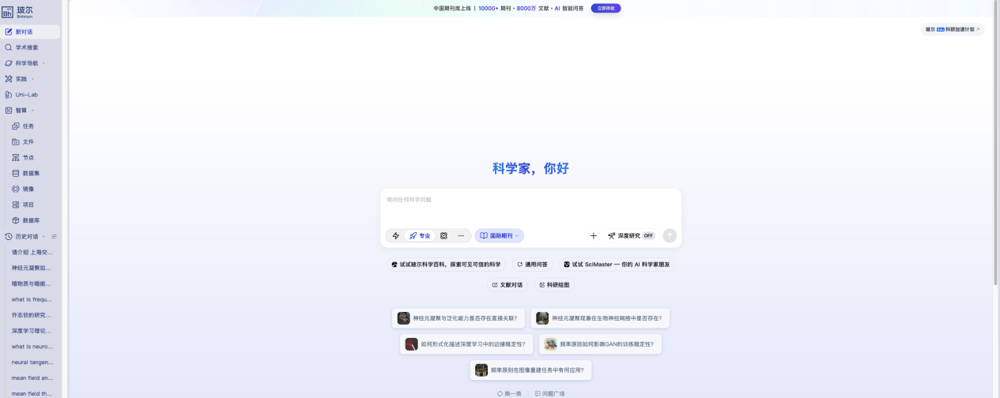 Bh 玻尔
Bohrium
新对话
学术搜索
科学导航
实践
Uni-Lab
智算
任务
文件
节点
数据集
镜像
项目
数据库
历史对话
请介绍 上海交...
神经元凝聚如...
暗物质与暗能...
what is frequ...
许志钦的研究...
深度学习理论...
what is neuro...
neural tangen...
mean field an...
mean field th...
中国期刊库上线 | 10000+ 期刊 · 8000万 文献 · AI 智能问答 立即体验
玻尔 Edu 科研加速计划
科学家，你好
询问任何科学问题
专业 国际期刊 深度研究 OFF
试试玻尔科学百科，探索可见可信的科学 通用问答 试试 SciMaster — 你的 AI 科学家朋友
文献对话 科研绘图
神经元凝聚与泛化能力是否存在直接关联? 神经元凝聚现象在生物神经网络中是否存在?
如何形式化描述深度学习中的边缘稳定性? 频率原则如何影响GAN的训练稳定性?
频率原则在图像重建任务中有何应用?
换一换 | 问题广场